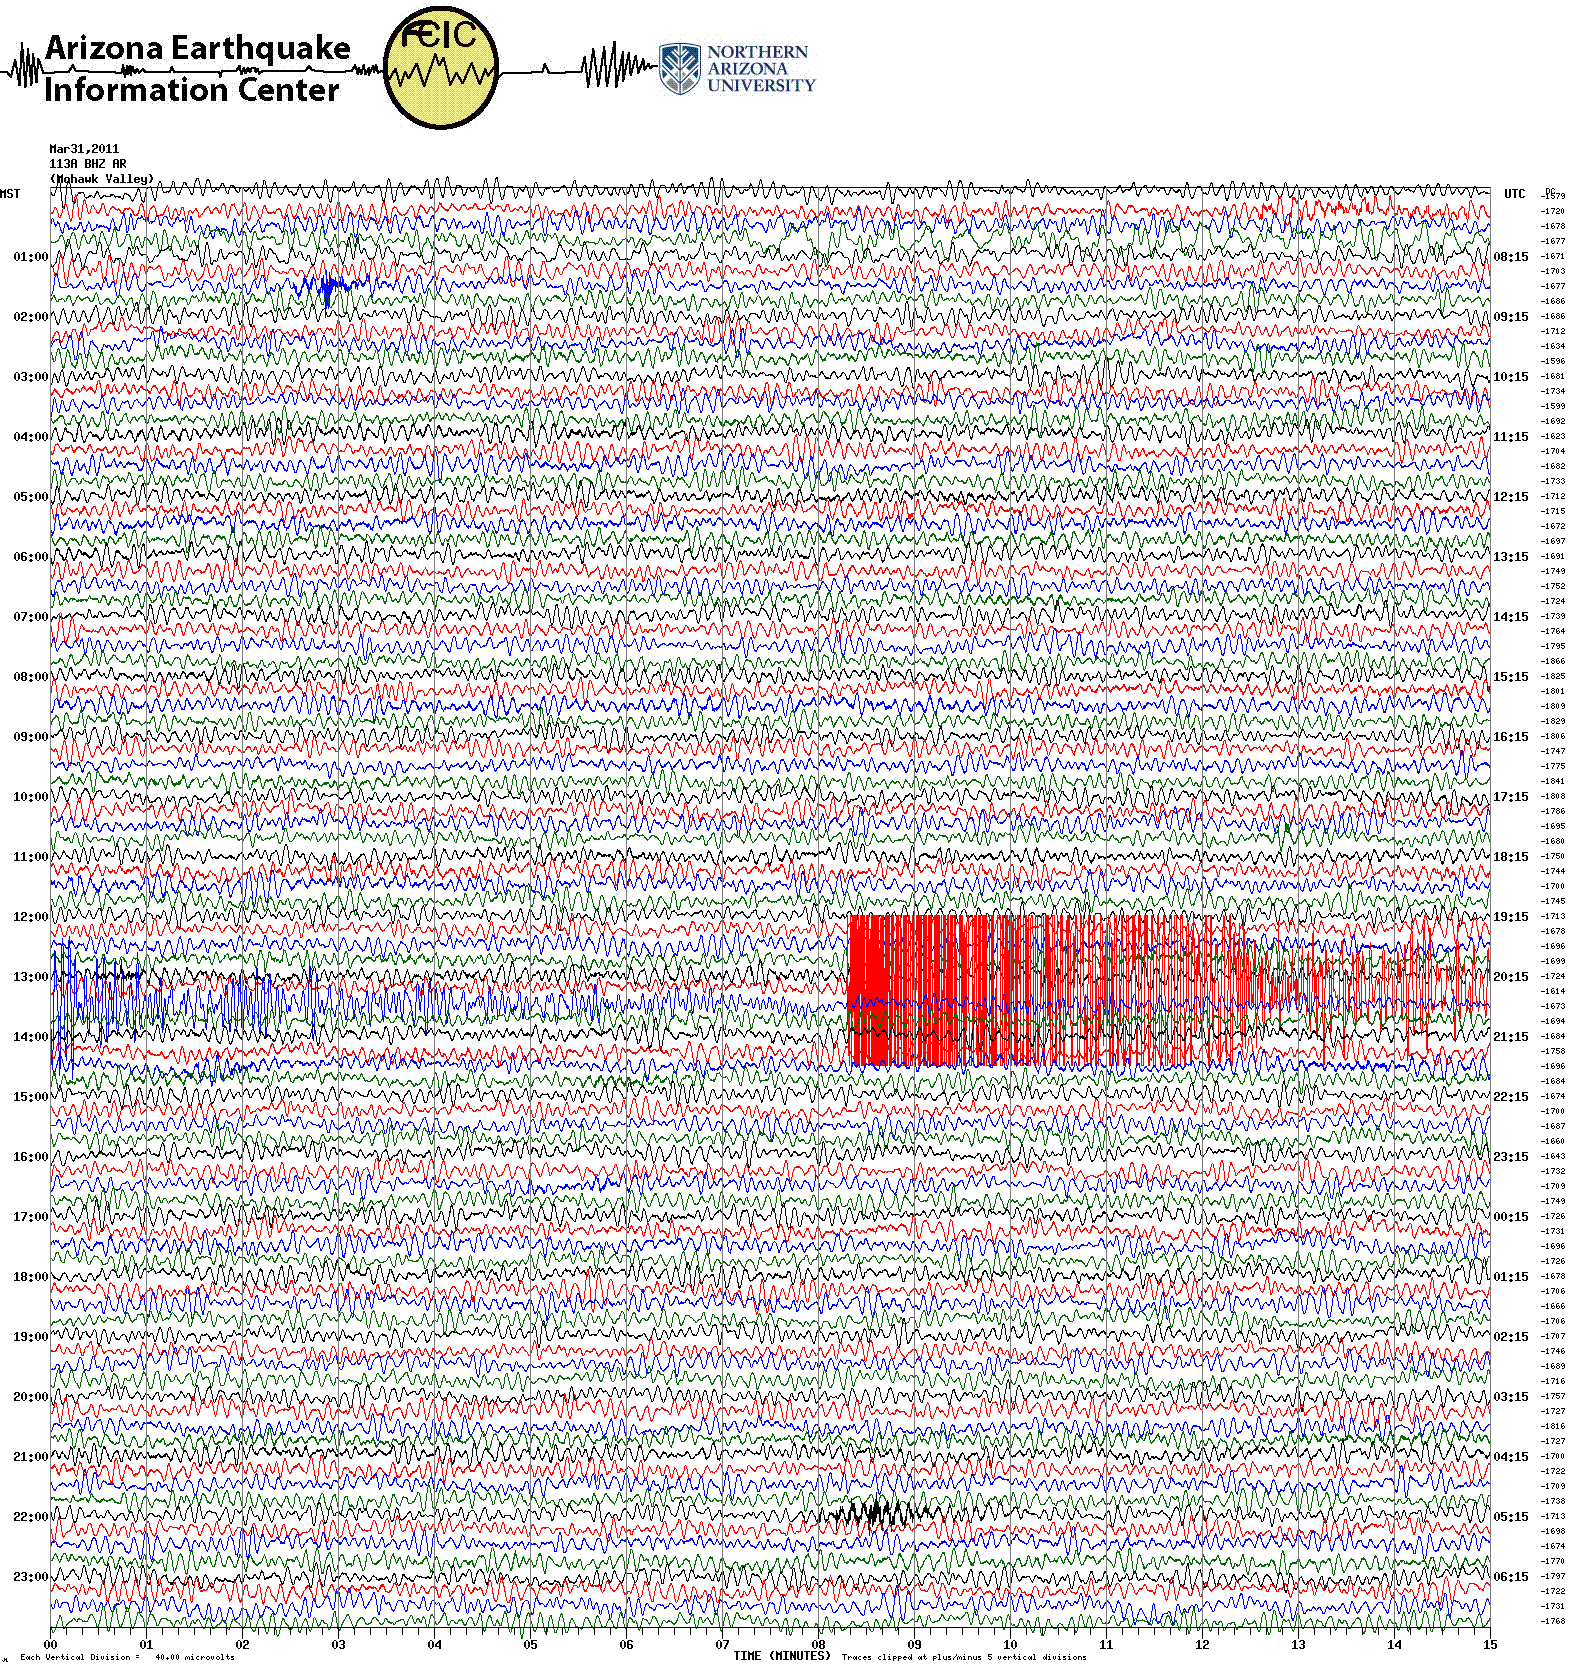 Arizona Earthquake
Information Center
ÆIC
NORTHERN
ARIZONA
UNIVERSITY
Mar31,2011
113A BHZ AR
(Mohawk Valley)
MST UTC DC
-1579
-1720
-1678
-1677
01:00 08:15 -1671
-1703
-1677
-1686
02:00 09:15 -1686
-1712
-1634
-1596
03:00 10:15 -1681
-1734
-1599
-1692
04:00 11:15 -1623
-1704
-1682
-1733
05:00 12:15 -1712
-1715
-1672
-1697
06:00 13:15 -1691
-1749
-1752
-1724
07:00 14:15 -1739
-1764
-1795
-1866
08:00 15:15 -1825
-1801
-1809
-1829
09:00 16:15 -1806
-1747
-1775
-1841
10:00 17:15 -1808
-1786
-1695
-1680
11:00 18:15 -1750
-1744
-1700
-1745
12:00 19:15 -1713
-1678
-1696
-1699
13:00 20:15 -1724
-1614
-1673
-1694
14:00 21:15 -1684
-1758
-1696
-1684
15:00 22:15 -1674
-1700
-1687
-1660
16:00 23:15 -1643
-1732
-1709
-1749
17:00 00:15 -1726
-1731
-1696
-1726
18:00 01:15 -1678
-1706
-1666
-1706
19:00 02:15 -1707
-1746
-1689
-1716
20:00 03:15 -1757
-1727
-1816
-1727
21:00 04:15 -1700
-1722
-1709
-1738
22:00 05:15 -1713
-1698
-1674
-1770
23:00 06:15 -1797
-1722
-1731
-1768
00 01 02 03 04 05 06 07 08 09 10 11 12 13 14 15
Each Vertical Division = 40.00 microvolts TIME (MINUTES) Traces clipped at plus/minus 5 vertical divisions